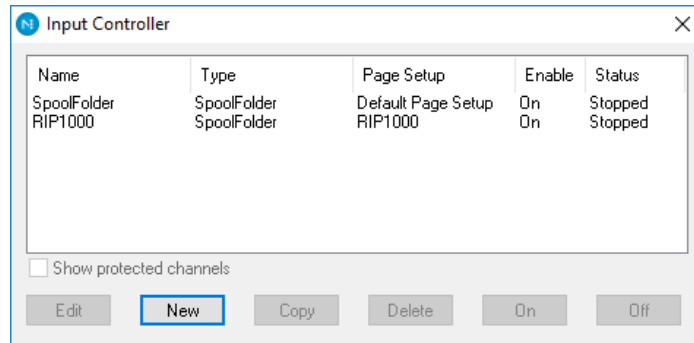 Input Controller
Name Type Page Setup Enable Status
SpoolFolder SpoolFolder Default Page Setup On Stopped
RIP1000 SpoolFolder RIP1000 On Stopped
Show protected channels
Edit New Copy Delete On Off